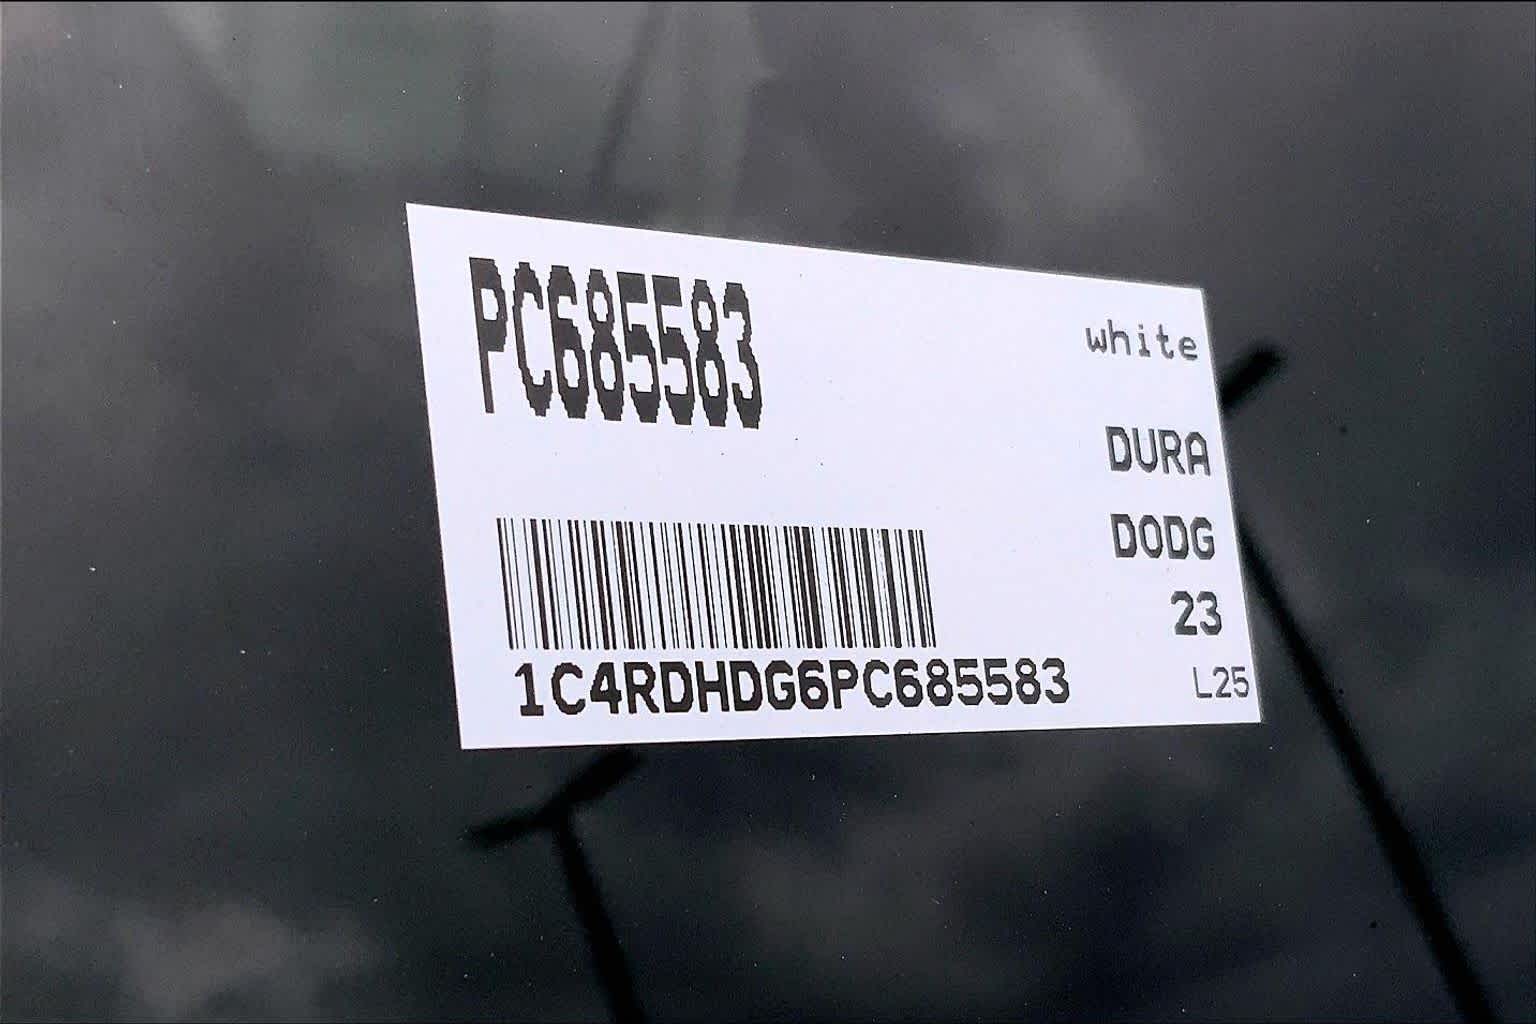 PC685583
white
DURA
DODG
23
1C4RDHDG6PC685583
L25